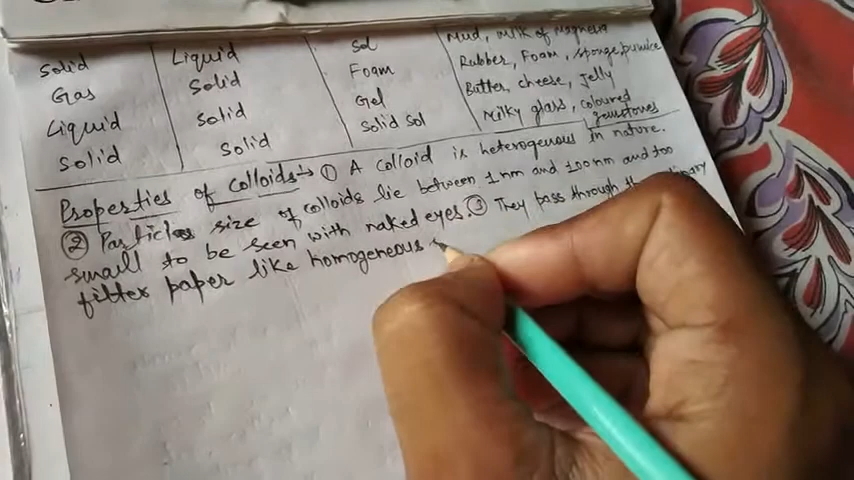 Solid Liquid Sol Mud, Milk of Magnesia
Gas Solid Foam Rubber, Foam, sponge, pumice
Liquid Solid Gel Butter, cheese, Jelly
Solid Solid Solid Sol Milky glass, coloured
gemstones
Properties of colloids → ① A colloid is heterogenous in nature.
② Particles size of colloids lie between 1 nm and 100 nm and too
small to be seen with naked eyes. ③ They pass through
filter paper like homogeneous